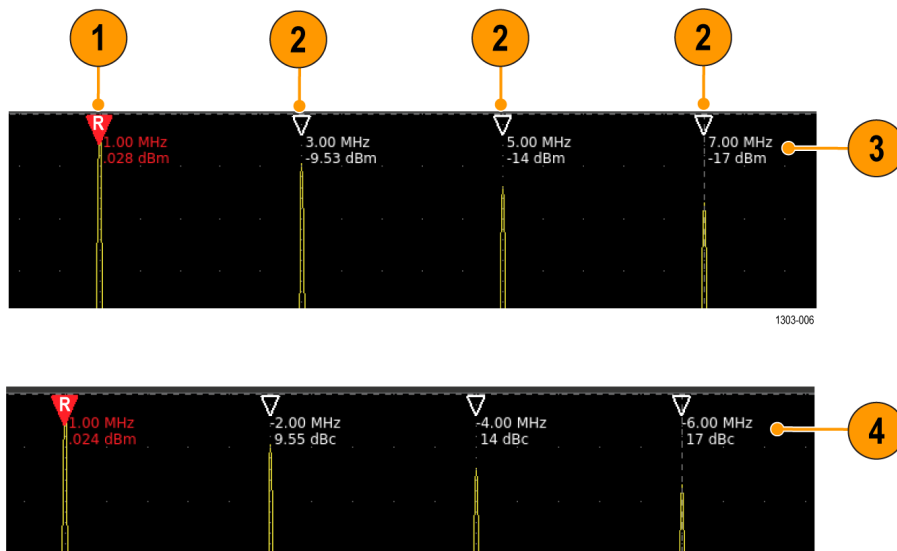 1 2 2 2
R
1.00 MHz 3.00 MHz 5.00 MHz 7.00 MHz
.028 dBm -9.53 dBm -14 dBm -17 dBm
3
1303-006
R
1.00 MHz -2.00 MHz -4.00 MHz -6.00 MHz
.024 dBm 9.55 dBc 14 dBc 17 dBc
4